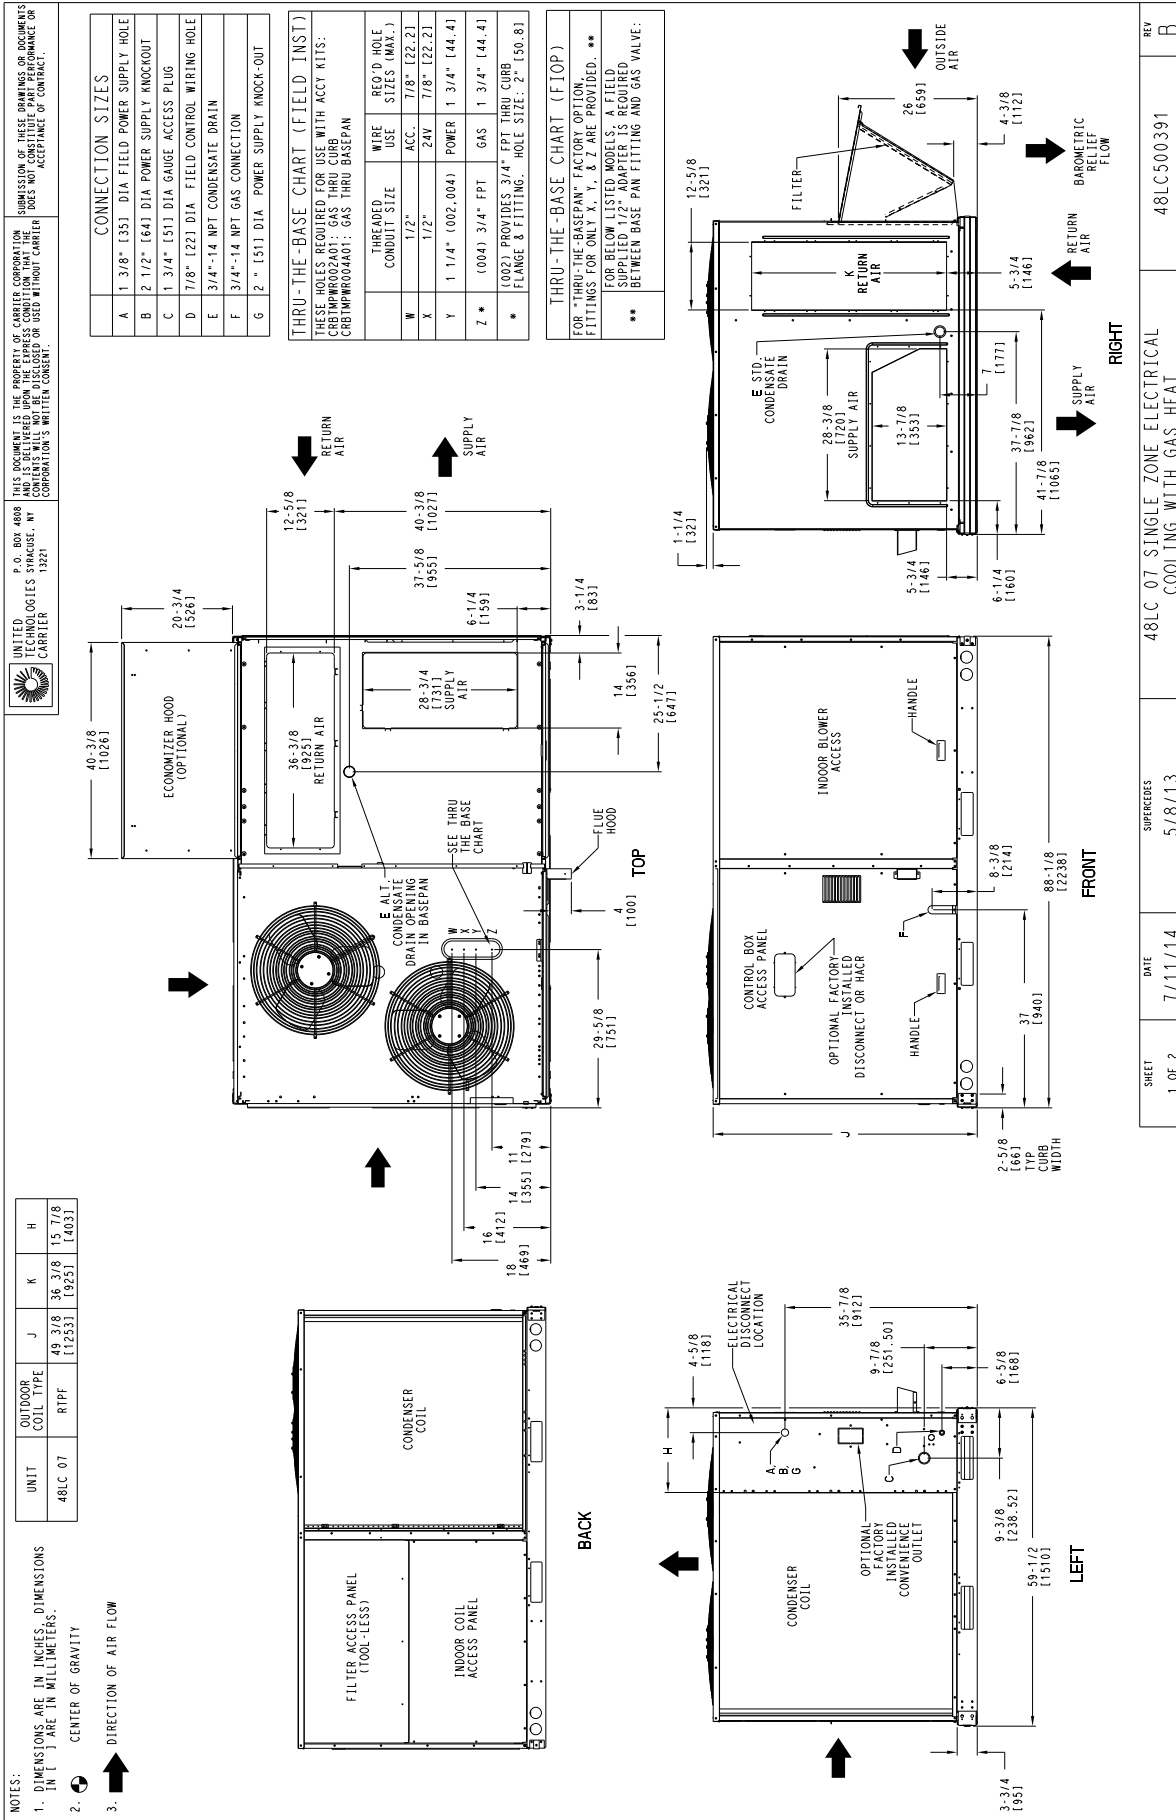 NOTES:
1. DIMENSIONS ARE IN INCHES, DIMENSIONS
IN [ ] ARE IN MILLIMETERS.
2. CENTER OF GRAVITY
3. DIRECTION OF AIR FLOW
UNIT
OUTDOOR
COIL TYPE
J
K
H
48LC 07
RTPF
49 3/8
[1253]
36 3/8
[925]
15 7/8
[403]
UNITED
TECHNOLOGIES
CARRIER
P.O. BOX 4808
SYRACUSE, NY
13221
THIS DOCUMENT IS THE PROPERTY OF CARRIER CORPORATION
AND IS DELIVERED UPON THE EXPRESS CONDITION THAT THE
CONTENTS WILL NOT BE DISCLOSED OR USED WITHOUT CARRIER
CORPORATION'S WRITTEN CONSENT.
SUBMISSION OF THESE DRAWINGS OR DOCUMENTS
DOES NOT CONSTITUTE PART PERFORMANCE OR
ACCEPTANCE OF CONTRACT.
CONNECTION SIZES
A 1 3/8" [35] DIA FIELD POWER SUPPLY HOLE
B 2 1/2" [64] DIA POWER SUPPLY KNOCKOUT
C 1 3/4" [51] DIA GAUGE ACCESS PLUG
D 7/8" [22] DIA FIELD CONTROL WIRING HOLE
E 3/4"-14 NPT CONDENSATE DRAIN
F 3/4"-14 NPT GAS CONNECTION
G 2 " [51] DIA POWER SUPPLY KNOCK-OUT
THRU-THE-BASE CHART (FIELD INST)
THESE HOLES REQUIRED FOR USE WITH ACCY KITS:
CRBTMPWR002A01: GAS THRU CURB
CRBTMPWR004A01: GAS THRU BASEPAN
THREADED
CONDUIT SIZE
WIRE
USE
REQ'D HOLE
SIZES (MAX.)
W 1/2" ACC. 7/8" [22.2]
X 1/2" 24V 7/8" [22.2]
Y 1 1/4" (002,004) POWER 1 3/4" [44.4]
Z * (004) 3/4" FPT GAS 1 3/4" [44.4]
* (002) PROVIDES 3/4" FPT THRU CURB
FLANGE & FITTING. HOLE SIZE: 2" [50.8]
THRU-THE-BASE CHART (FIOP)
FOR "THRU-THE-BASEPAN" FACTORY OPTION,
FITTINGS FOR ONLY X, Y, & Z ARE PROVIDED. **
** FOR BELOW LISTED MODELS, A FIELD
SUPPLIED 1/2" ADAPTER IS REQUIRED
BETWEEN BASE PAN FITTING AND GAS VALVE:
FILTER ACCESS PANEL
(TOOL-LESS)
INDOOR COIL
ACCESS PANEL
CONDENSER
COIL
BACK
40-3/8
[1026]
20-3/4
[526]
ECONOMIZER HOOD
(OPTIONAL)
12-5/8
[321]
RETURN
AIR
36-3/8
[925]
RETURN AIR
40-3/8
[1027]
SUPPLY
AIR
37-5/8
[955]
6-1/4
[159]
3-1/4
[83]
28-3/4
[731]
SUPPLY
AIR
14
[356]
25-1/2
[647]
SEE THRU
THE BASE
CHART
FLUE
HOOD
E ALT.
CONDENSATE
DRAIN OPENING
IN BASEPAN
W
X
Y
Z
4
[100]
29-5/8
[751]
11
[279]
14
[355]
16
[412]
18
[469]
TOP
CONDENSER
COIL
H
4-5/8
[118]
ELECTRICAL
DISCONNECT
LOCATION
A,
B,
G
35-7/8
[912]
9-7/8
[251.50]
6-5/8
[168]
D
C
OPTIONAL
FACTORY
INSTALLED
CONVENIENCE
OUTLET
9-3/8
[238.52]
59-1/2
[1510]
3-3/4
[95]
LEFT
J
CONTROL BOX
ACCESS PANEL
OPTIONAL FACTORY
INSTALLED
DISCONNECT OR HACR
HANDLE
F
INDOOR BLOWER
ACCESS
HANDLE
2-5/8
[66]
TYP
CURB
WIDTH
37
[940]
8-3/8
[214]
88-1/8
[2238]
FRONT
1-1/4
[32]
12-5/8
[321]
FILTER
26
[659]
OUTSIDE
AIR
4-3/8
[112]
BAROMETRIC
RELIEF
FLOW
K
RETURN
AIR
E STD.
CONDENSATE
DRAIN
28-3/8
[720]
SUPPLY AIR
13-7/8
[353]
5-3/4
[146]
RETURN
AIR
7
[177]
5-3/4
[146]
6-1/4
[160]
37-7/8
[962]
41-7/8
[1065]
SUPPLY
AIR
RIGHT
SHEET
1 OF 2
DATE
7/11/14
SUPERCEDES
5/8/13
48LC 07 SINGLE ZONE ELECTRICAL
COOLING WITH GAS HEAT
48LC500391
REV
B